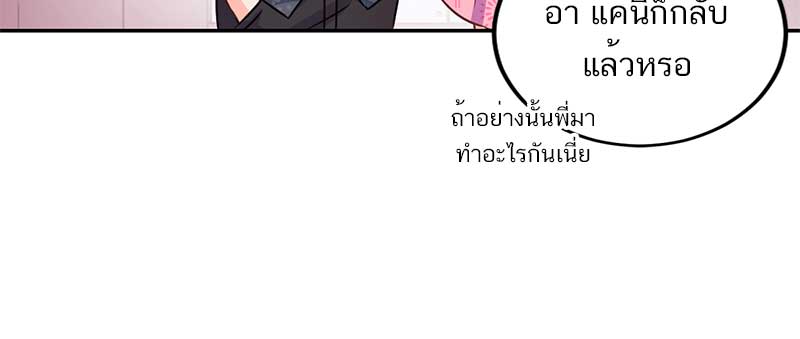 อา แค่นี้ก็กลับ
แล้วหรอ
ถ้าอย่างนั้นพี่มา
ทำอะไรกันเนี่ย